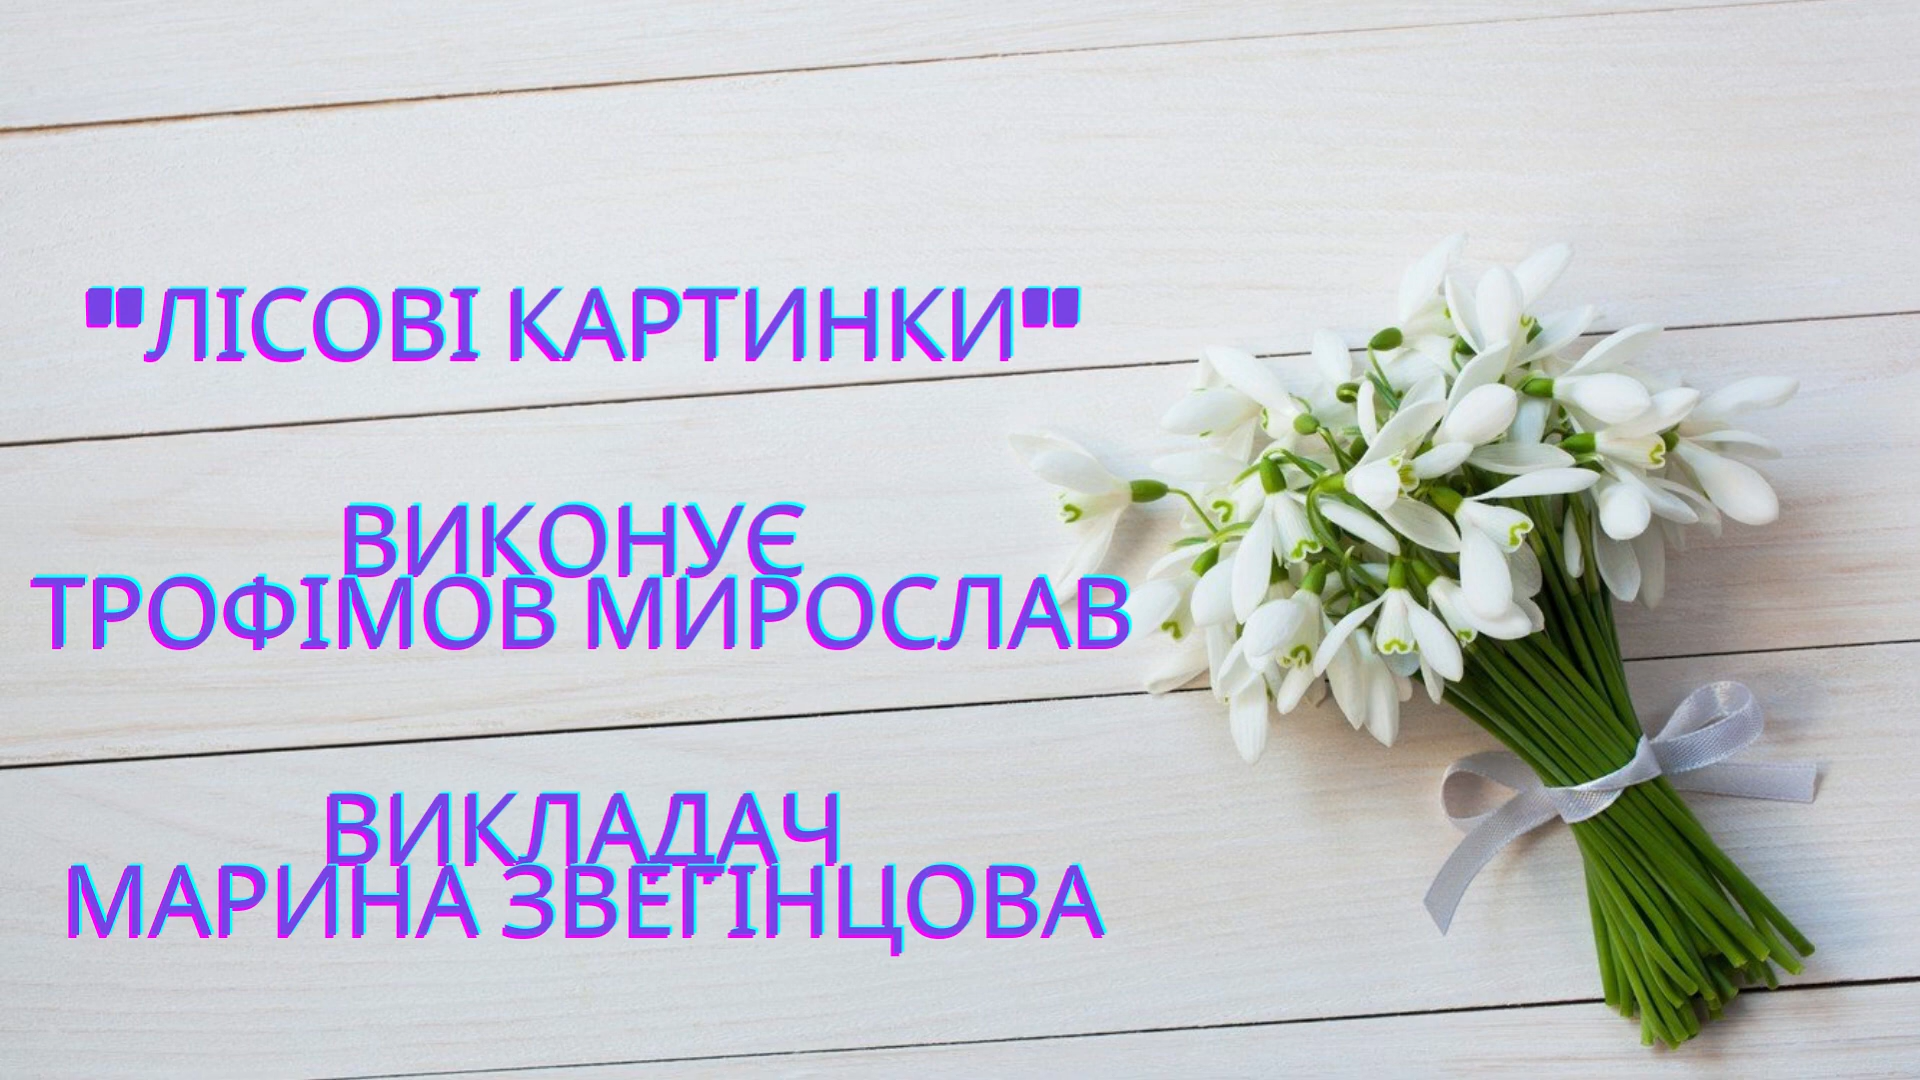 "ЛІСОВІ КАРТИНКИ"
ВИКОНУЄ
ТРОФІМОВ МИРОСЛАВ
ВИКЛАДАЧ
МАРИНА ЗВЕГІНЦОВА